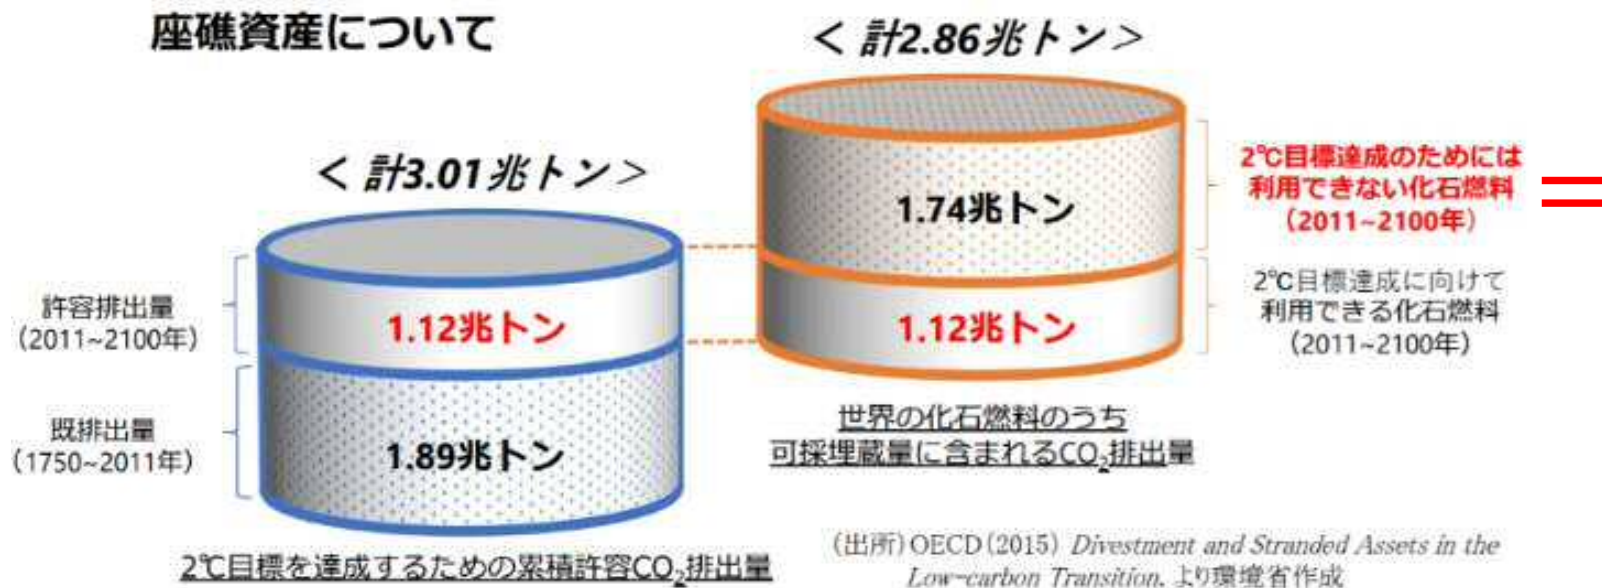 座礁資産について
＜ 計2.86兆トン＞
＜ 計3.01兆トン＞
許容排出量
（2011~2100年）
1.12兆トン
既排出量
（1750~2011年）
1.89兆トン
2℃目標を達成するための累積許容CO₂排出量
1.74兆トン
1.12兆トン
2℃目標達成のためには
利用できない化石燃料
（2011~2100年）
=
2℃目標達成に向けて
利用できる化石燃料
（2011~2100年）
世界の化石燃料のうち
可採埋蔵量に含まれるCO₂排出量
（出所）OECD（2015） Divestment and Stranded Assets in the
Low-carbon Transition、より環境省作成